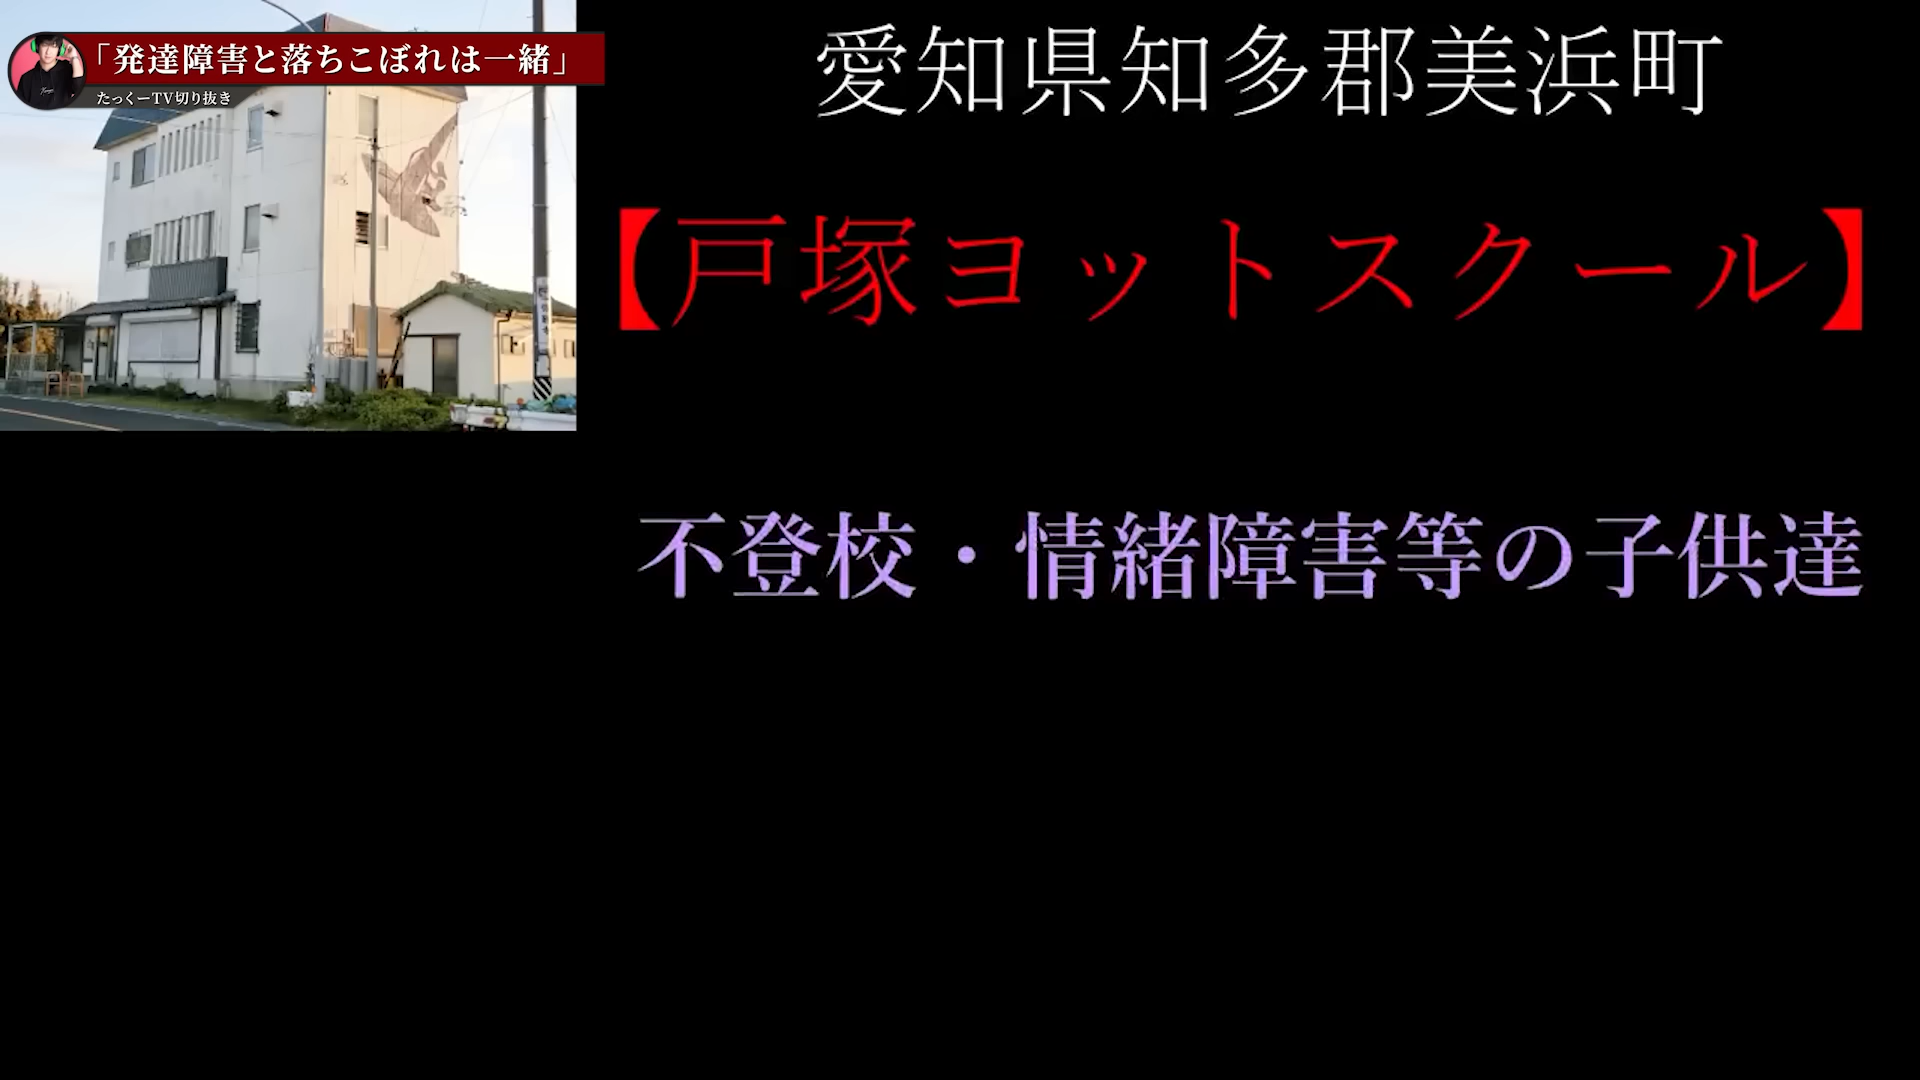 「発達障害と落ちこぼれは一緒」
たっくーTV切り抜き
愛知県知多郡美浜町
【戸塚ヨットスクール】
不登校・情緒障害等の子供達